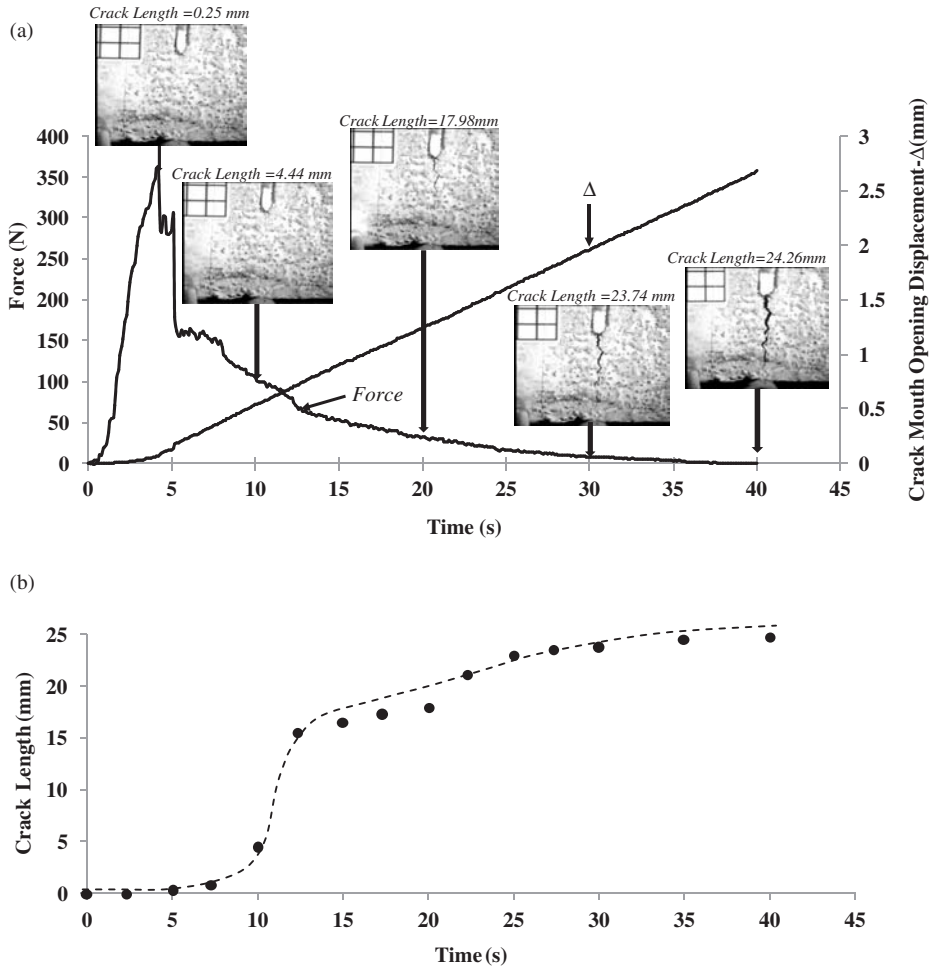 (a)
Crack Length =0.25 mm
Crack Length =4.44 mm
Crack Length=17.98mm
Crack Length =23.74 mm
Crack Length=24.26mm
Δ
Force
400
350
300
250
200
150
100
50
0
Force (N)
3
2.5
2
1.5
1
0.5
0
Crack Mouth Opening Displacement-Δ(mm)
0 5 10 15 20 25 30 35 40 45
Time (s)
(b)
25
20
15
10
5
0
Crack Length (mm)
0 5 10 15 20 25 30 35 40 45
Time (s)